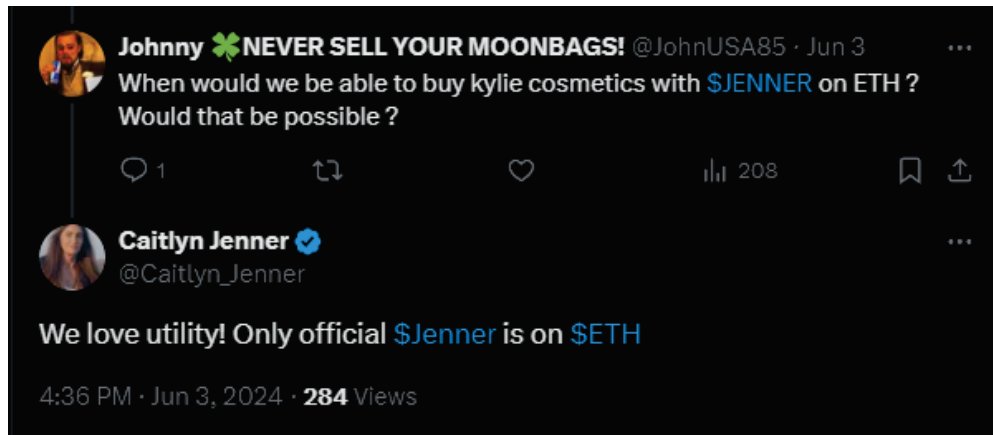 Johnny 🍀NEVER SELL YOUR MOONBAGS! @JohnUSA85 · Jun 3
When would we be able to buy kylie cosmetics with $JENNER on ETH ?
Would that be possible ?
1 208
Caitlyn Jenner
@Caitlyn_Jenner
We love utility! Only official $Jenner is on $ETH
4:36 PM · Jun 3, 2024 · 284 Views